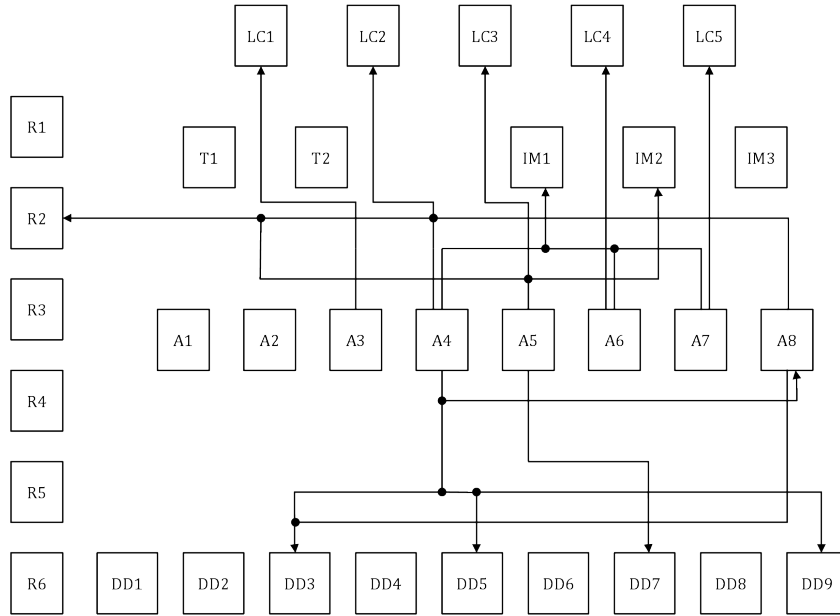 LC1 LC2 LC3 LC4 LC5
R1
T1 T2 IM1 IM2 IM3
R2
R3
A1 A2 A3 A4 A5 A6 A7 A8
R4
R5
R6 DD1 DD2 DD3 DD4 DD5 DD6 DD7 DD8 DD9